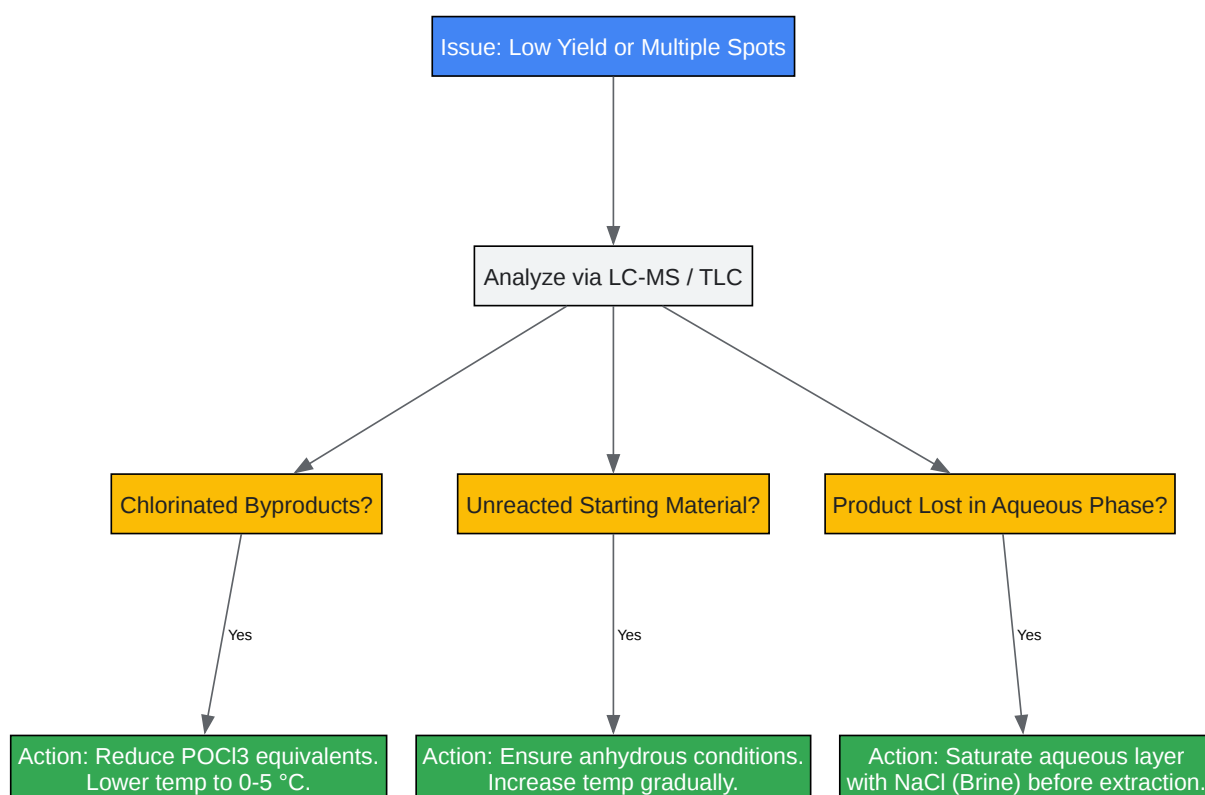 Issue: Low Yield or Multiple Spots
Analyze via LC-MS / TLC
Chlorinated Byproducts?
Unreacted Starting Material?
Product Lost in Aqueous Phase?
Yes
Yes
Yes
Action: Reduce POCl3 equivalents.
Lower temp to 0-5 °C.
Action: Ensure anhydrous conditions.
Increase temp gradually.
Action: Saturate aqueous layer
with NaCl (Brine) before extraction.